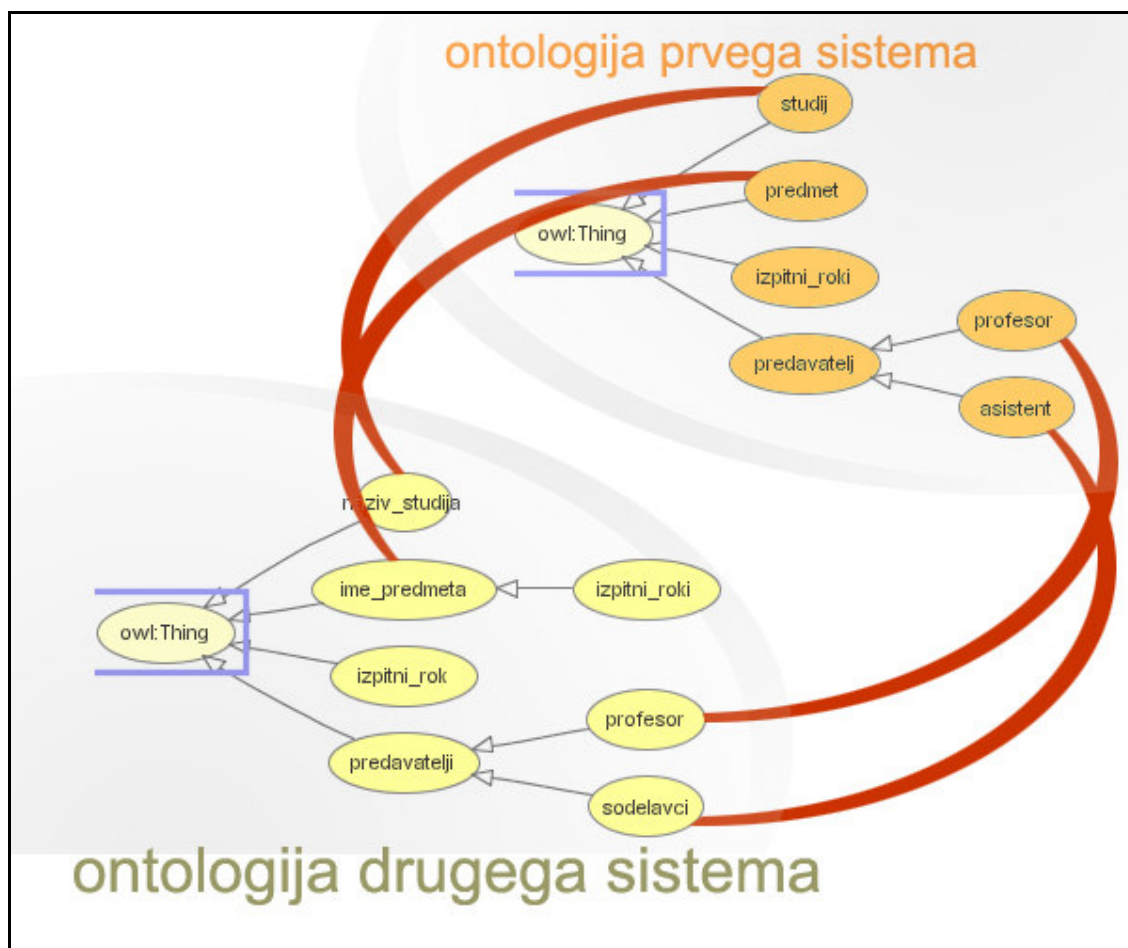 ontologija prvega sistema
studij
predmet
owl:Thing
izpitni_roki
profesor
predavatelj
asistent
naziv_studija
ime_predmeta
izpitni_roki
owl:Thing
izpitni_rok
profesor
predavatelji
sodelavci
ontologija drugega sistema